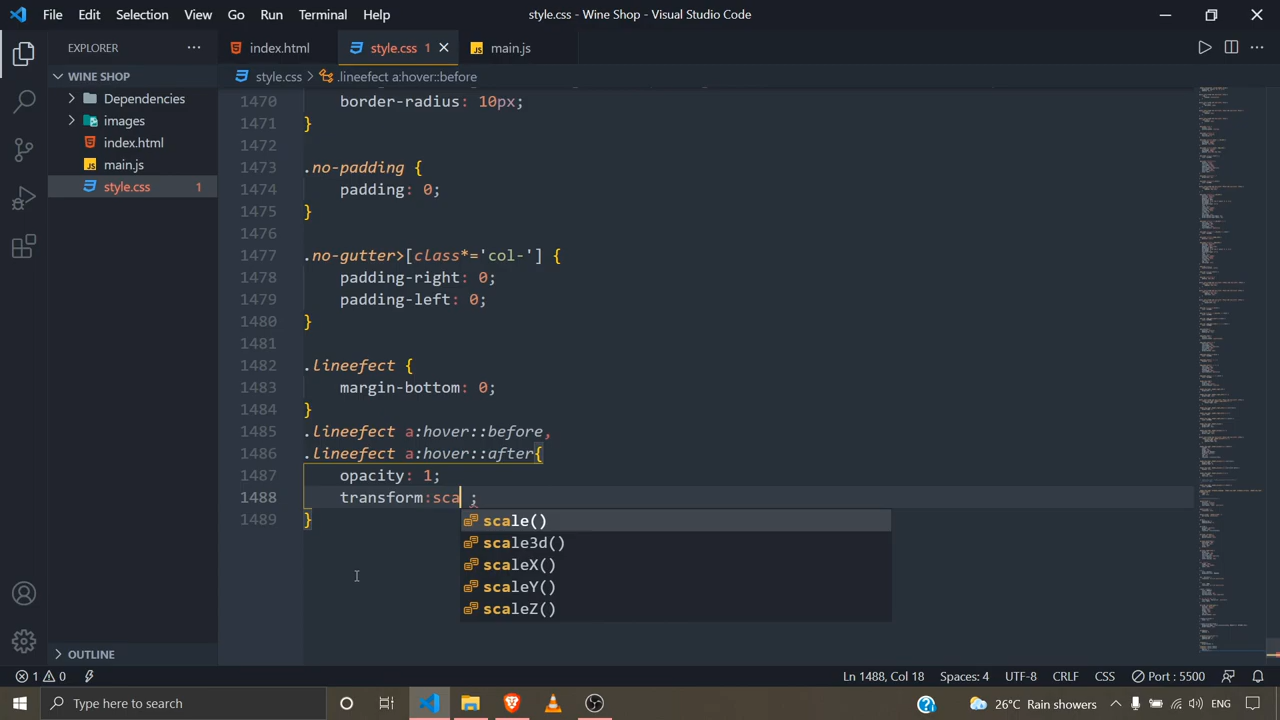 File Edit Selection View Go Run Terminal Help style.css - Wine Shop - Visual Studio Code
EXPLORER
index.html style.css 1 main.js
WINE SHOP
style.css > .lineefect a:hover::before
Dependencies
images
index.html
main.js
style.css 1
1470 border-radius: 10px;
1471 }
1472
1473 .no-padding {
1474 padding: 0;
1475 }
1476
1477 .no-gutter>[class*='col-'] {
1478 padding-right: 0;
1479 padding-left: 0;
1480 }
1481
1482 .lineefect {
1483 margin-bottom: 0;
1484 }
1485 .lineefect a:hover::before,
1486 .lineefect a:hover::after{
1487 opacity: 1;
1488 transform:sca ;
1489 }
scale()
scale3d()
scaleX()
scaleY()
scaleZ()
OUTLINE
1 0 Ln 1488, Col 18 Spaces: 4 UTF-8 CRLF CSS Port : 5500
Type here to search 26°C Rain showers ENG